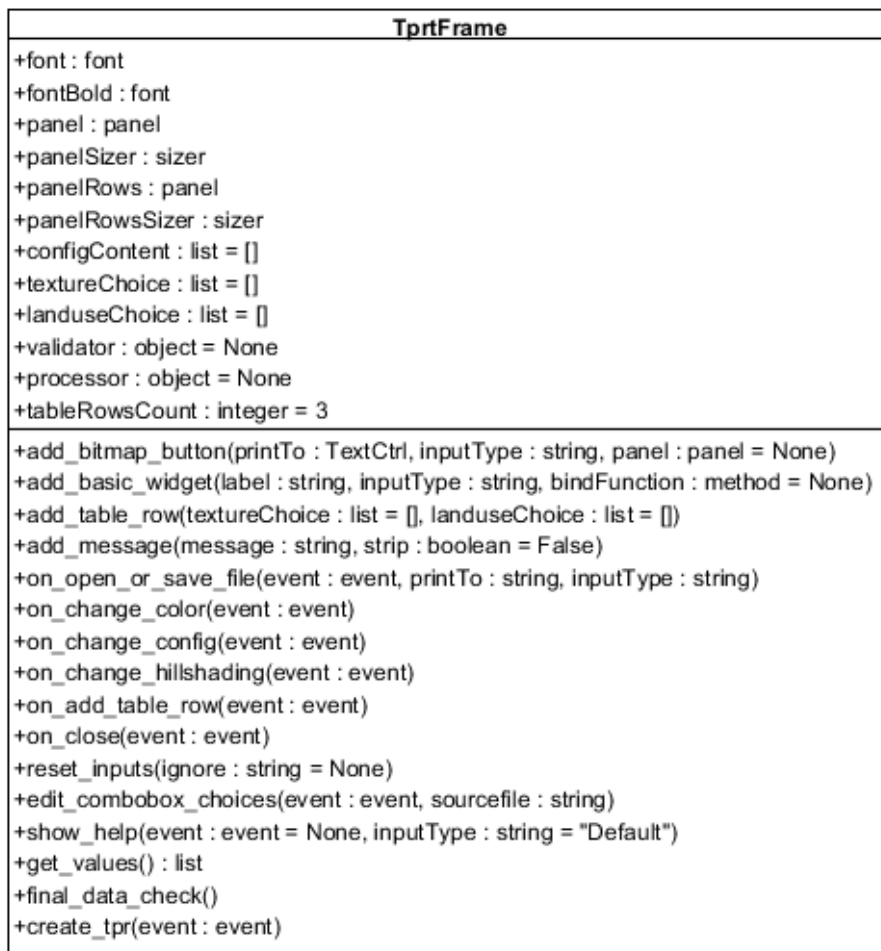 TprtFrame
+font : font
+fontBold : font
+panel : panel
+panelSizer : sizer
+panelRows : panel
+panelRowsSizer : sizer
+configContent : list = []
+textureChoice : list = []
+landuseChoice : list = []
+validator : object = None
+processor : object = None
+tableRowsCount : integer = 3
+add_bitmap_button(printTo : TextCtrl, inputType : string, panel : panel = None)
+add_basic_widget(label : string, inputType : string, bindFunction : method = None)
+add_table_row(textureChoice : list = [], landuseChoice : list = [])
+add_message(message : string, strip : boolean = False)
+on_open_or_save_file(event : event, printTo : string, inputType : string)
+on_change_color(event : event)
+on_change_config(event : event)
+on_change_hillshading(event : event)
+on_add_table_row(event : event)
+on_close(event : event)
+reset_inputs(ignore : string = None)
+edit_combobox_choices(event : event, sourcefile : string)
+show_help(event : event = None, inputType : string = "Default")
+get_values() : list
+final_data_check()
+create_tpr(event : event)